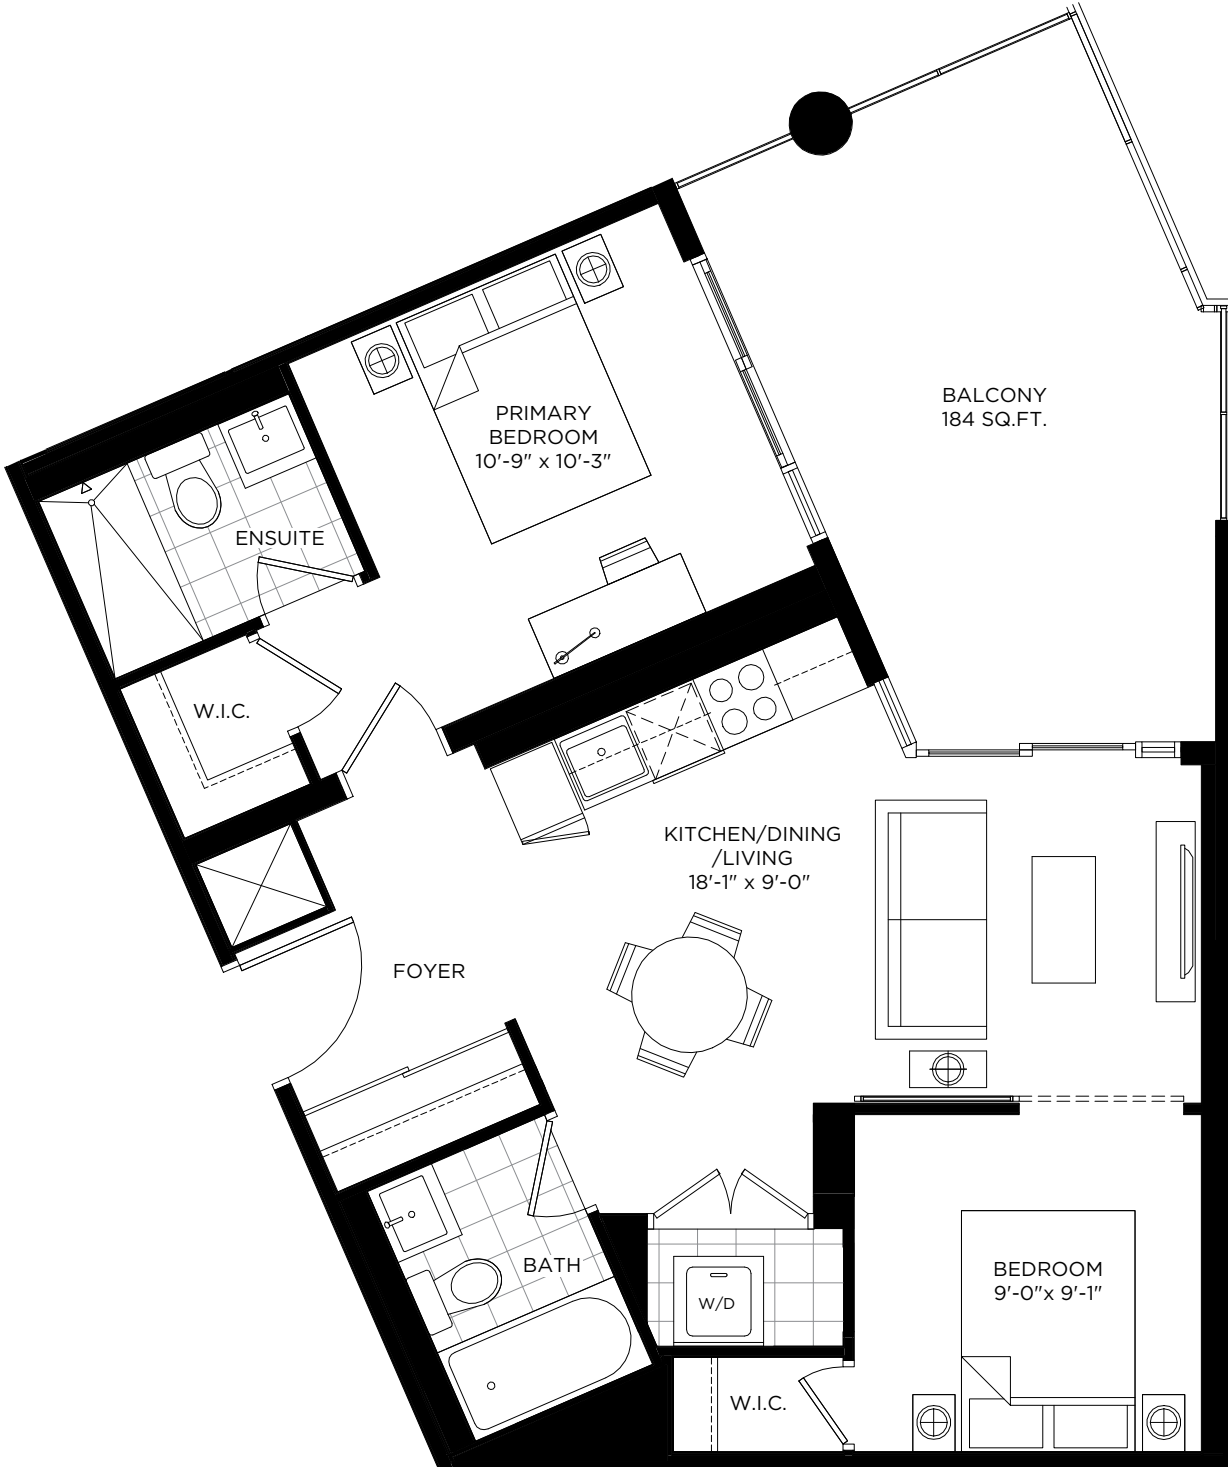 BALCONY
184 SQ.FT.
PRIMARY
BEDROOM
10'-9" x 10'-3"
ENSUITE
W.I.C.
KITCHEN/DINING
/LIVING
18'-1" x 9'-0"
FOYER
BATH
W/D
BEDROOM
9'-0"x 9'-1"
W.I.C.